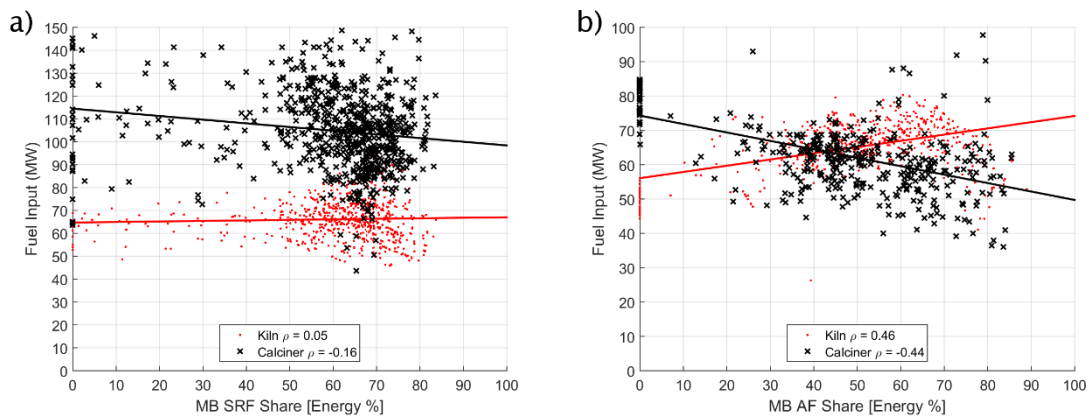 a)
150
140
130
120
110
100
90
80
70
60
50
40
30
20
10
0
Fuel Input (MW)
0 10 20 30 40 50 60 70 80 90 100
MB SRF Share [Energy %]
Kiln ρ = 0.05
Calciner ρ = -0.16
b)
100
90
80
70
60
50
40
30
20
10
0
Fuel Input (MW)
0 10 20 30 40 50 60 70 80 90 100
MB AF Share [Energy %]
Kiln ρ = 0.46
Calciner ρ = -0.44